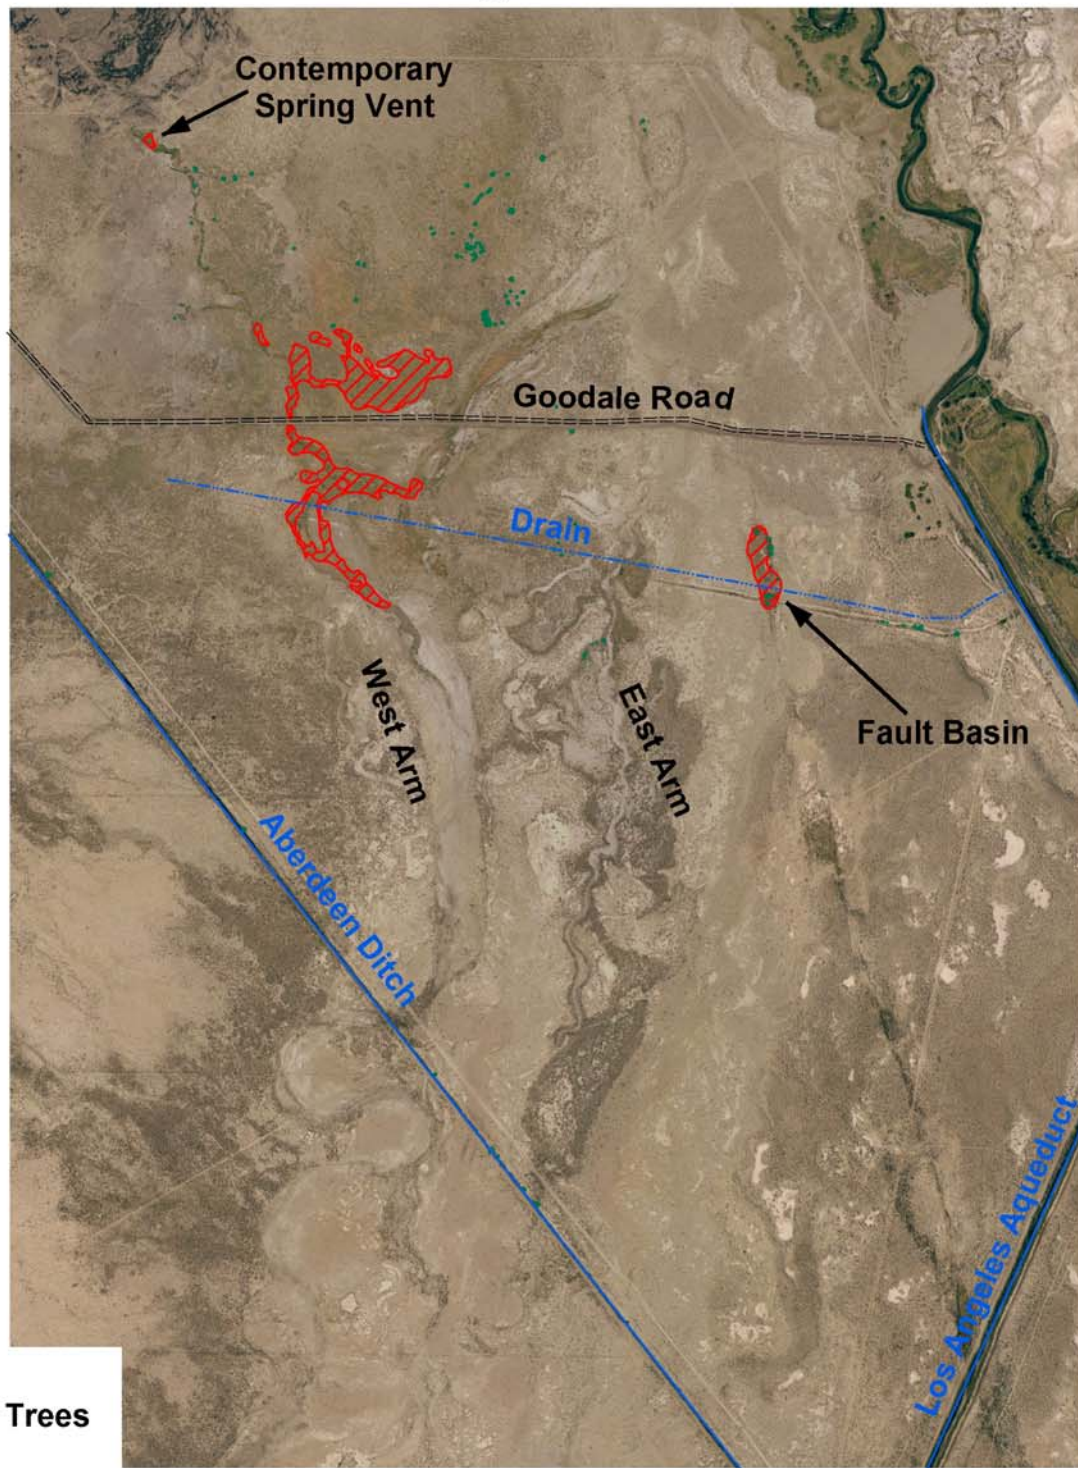 Contemporary
Spring Vent
Goodale Road
Drain
West Arm
East Arm
Fault Basin
Aberdeen Ditch
Los Angeles Aqueduct
Trees